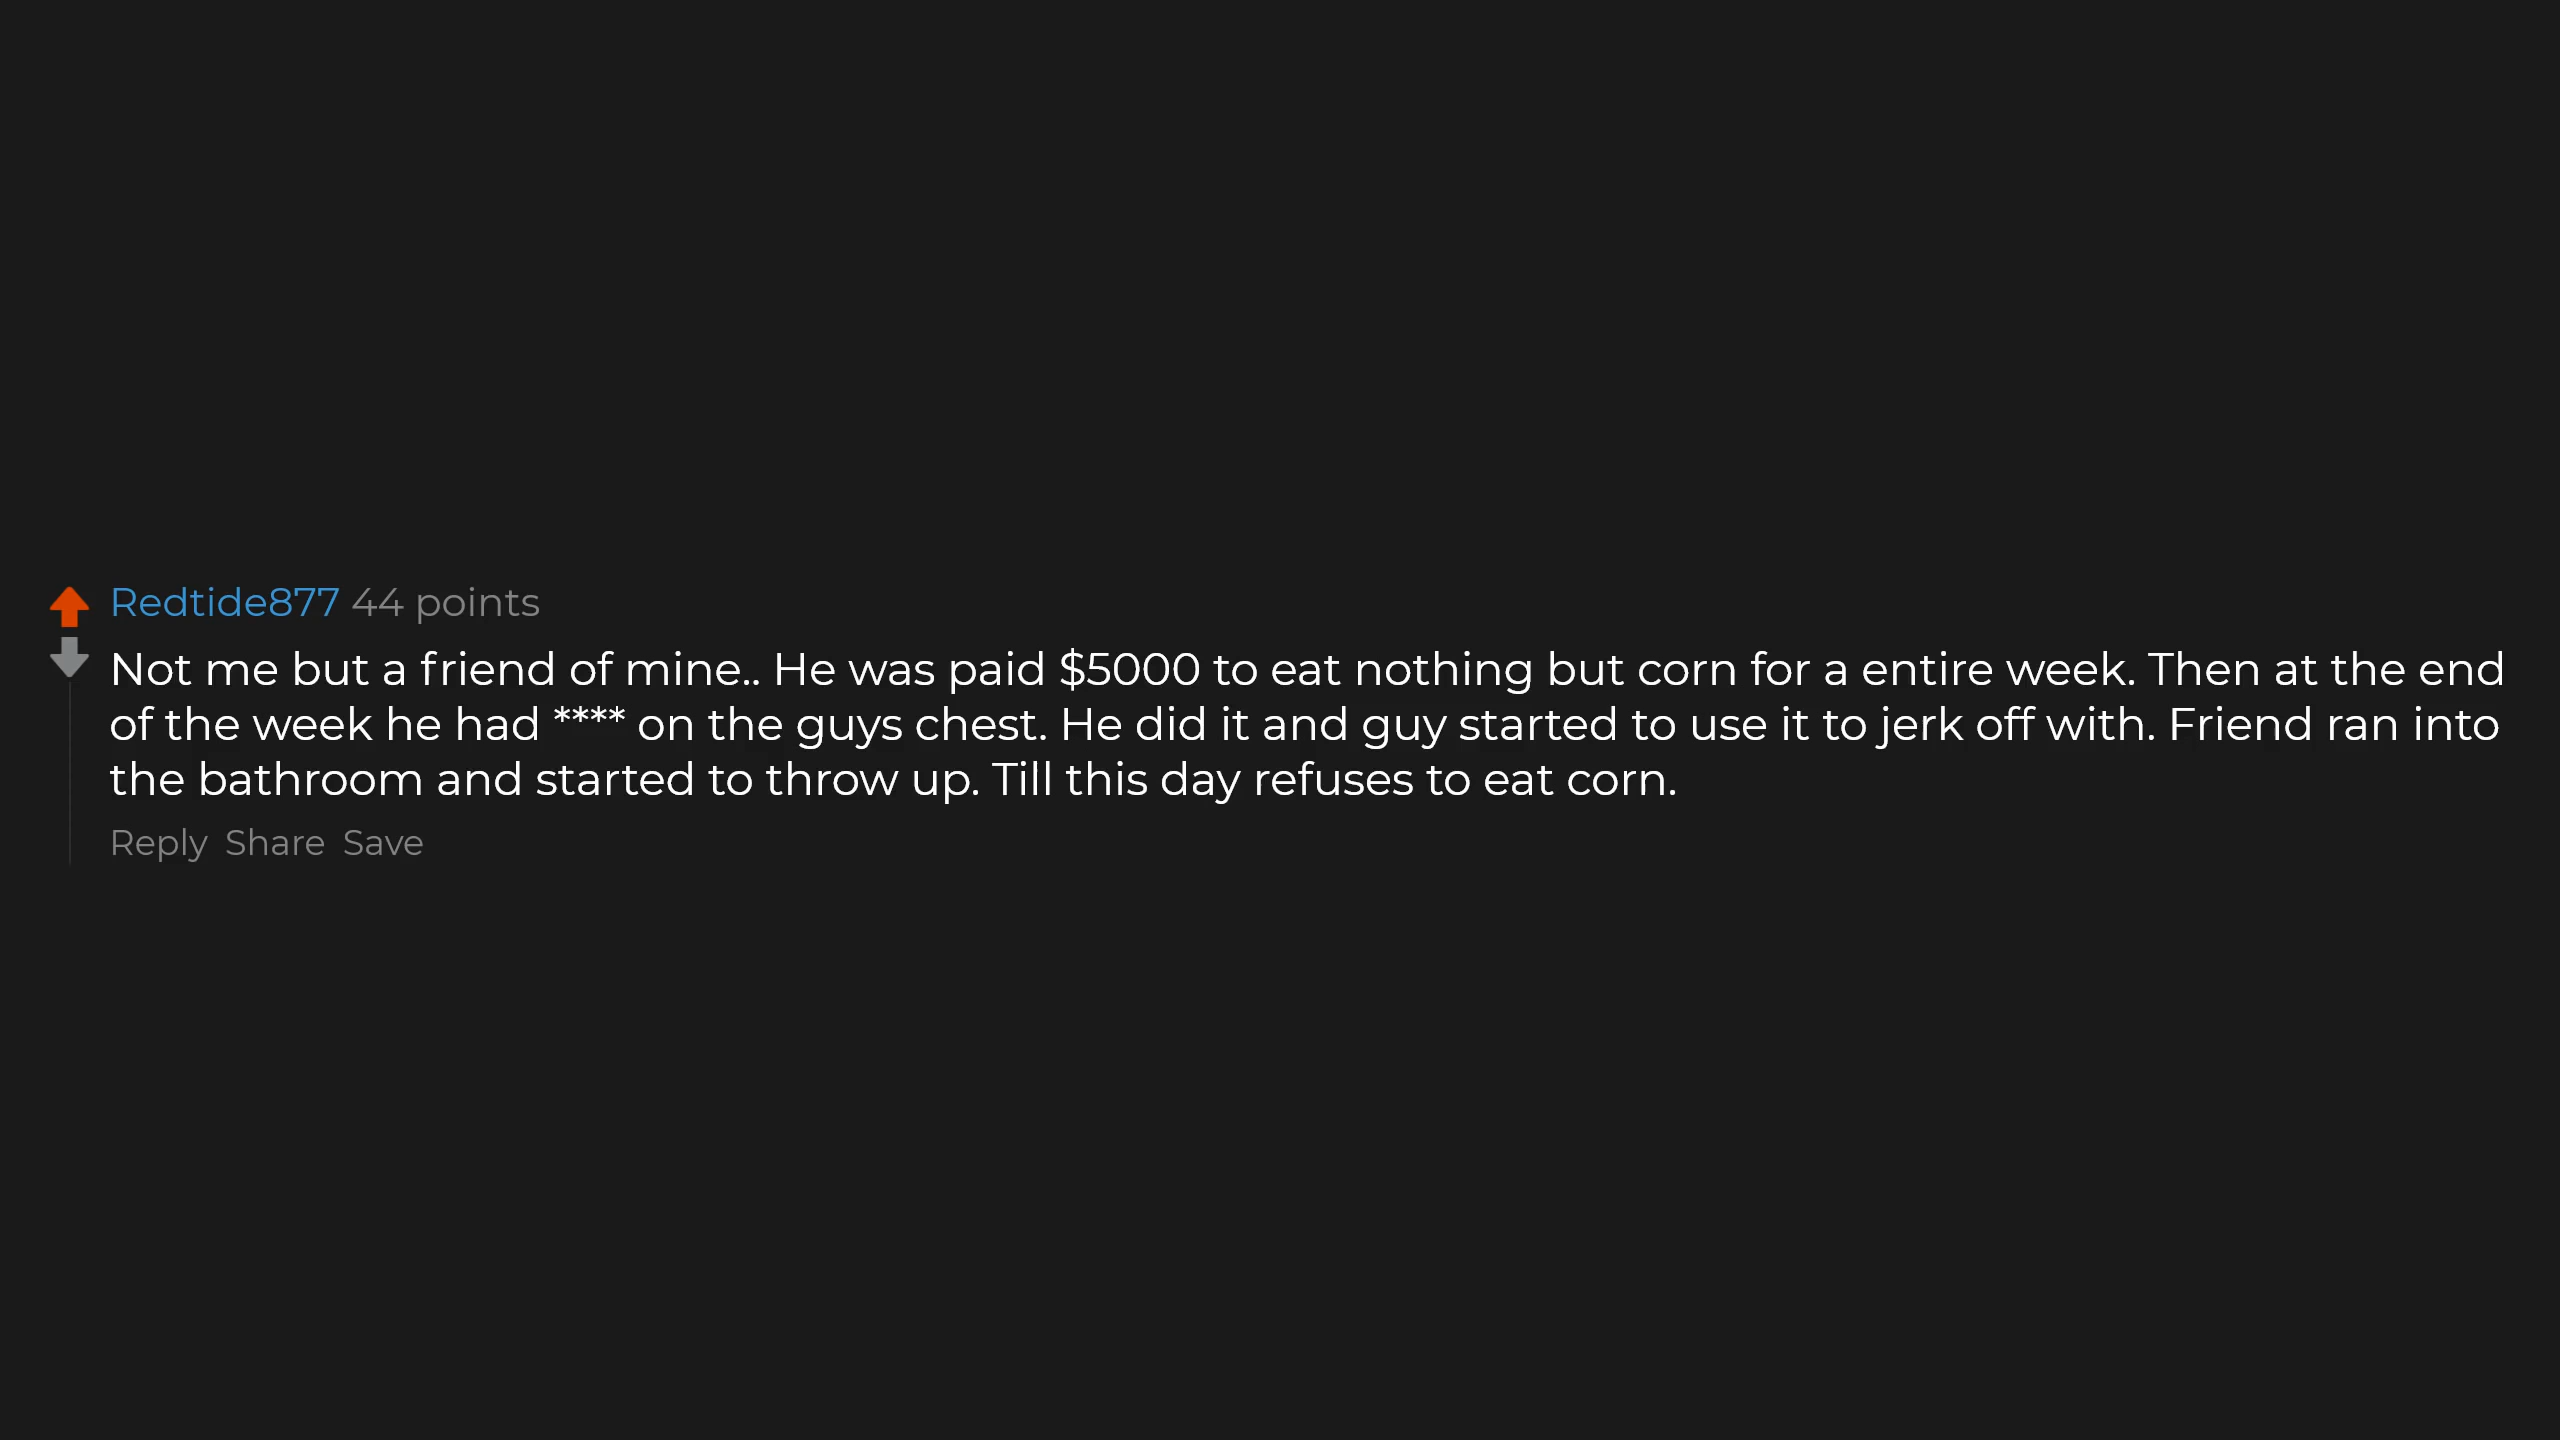 Redtide877 44 points
Not me but a friend of mine.. He was paid $5000 to eat nothing but corn for a entire week. Then at the end
of the week he had **** on the guys chest. He did it and guy started to use it to jerk off with. Friend ran into
the bathroom and started to throw up. Till this day refuses to eat corn.
Reply Share Save